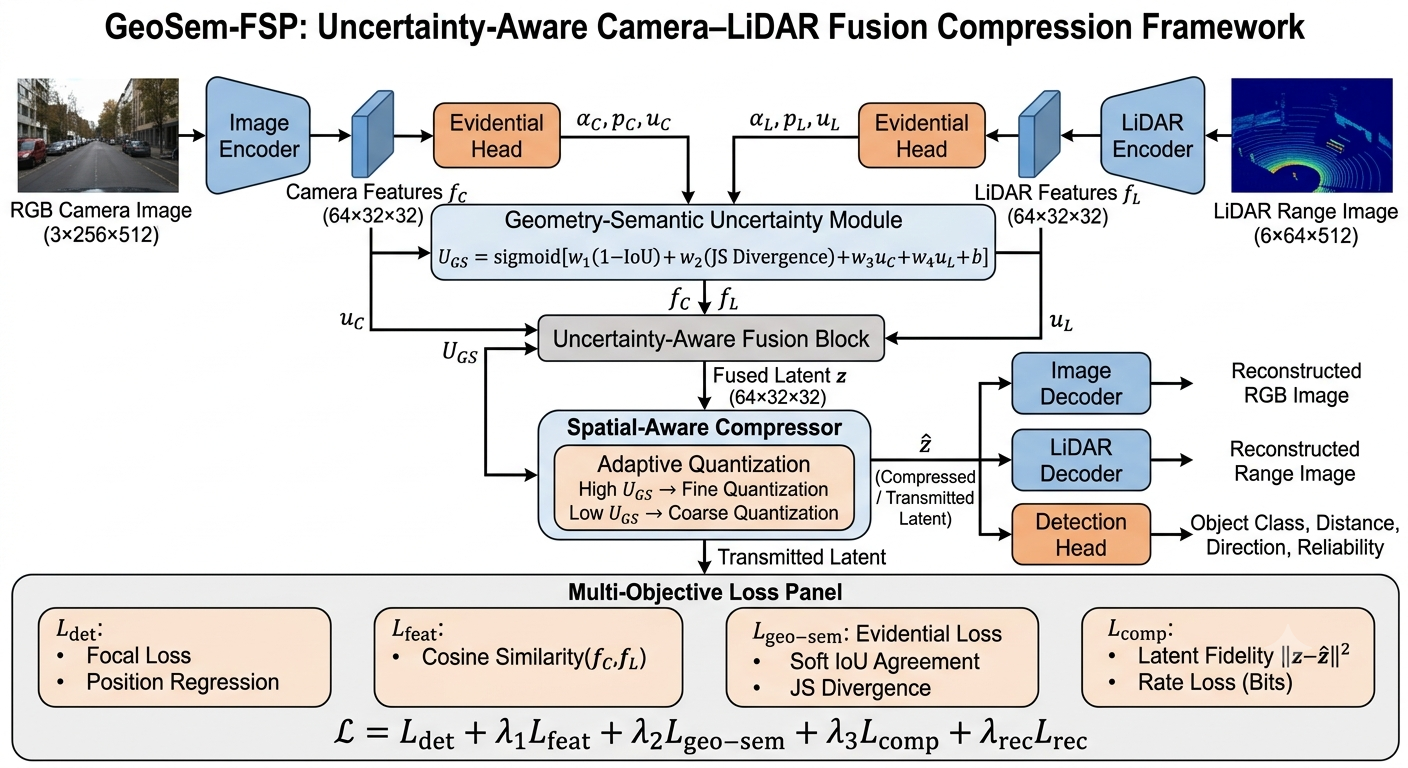 GeoSem-FSP: Uncertainty-Aware Camera–LiDAR Fusion Compression Framework
RGB Camera Image
(3×256×512)
Image
Encoder
Camera Features f_C
(64×32×32)
Evidential
Head
α_C, p_C, u_C
α_L, p_L, u_L
Evidential
Head
LiDAR Features f_L
(64×32×32)
LiDAR
Encoder
LiDAR Range Image
(6×64×512)
Geometry-Semantic Uncertainty Module
U_GS = sigmoid[w_1(1−IoU)+w_2(JS Divergence)+w_3u_C+w_4u_L+b]
f_C f_L
u_C
u_L
Uncertainty-Aware Fusion Block
U_GS
Fused Latent z
(64×32×32)
Spatial-Aware Compressor
Adaptive Quantization
High U_GS → Fine Quantization
Low U_GS → Coarse Quantization
ẑ
(Compressed
/ Transmitted
Latent)
Image
Decoder
Reconstructed
RGB Image
LiDAR
Decoder
Reconstructed
Range Image
Detection
Head
Object Class, Distance,
Direction, Reliability
Transmitted Latent
Multi-Objective Loss Panel
L_det:
• Focal Loss
• Position Regression
L_feat:
• Cosine Similarity(f_C,f_L)
L_geo−sem: Evidential Loss
• Soft IoU Agreement
• JS Divergence
L_comp:
• Latent Fidelity ‖z−ẑ‖²
• Rate Loss (Bits)
ℒ = L_det + λ_1L_feat + λ_2L_geo−sem + λ_3L_comp + λ_recL_rec